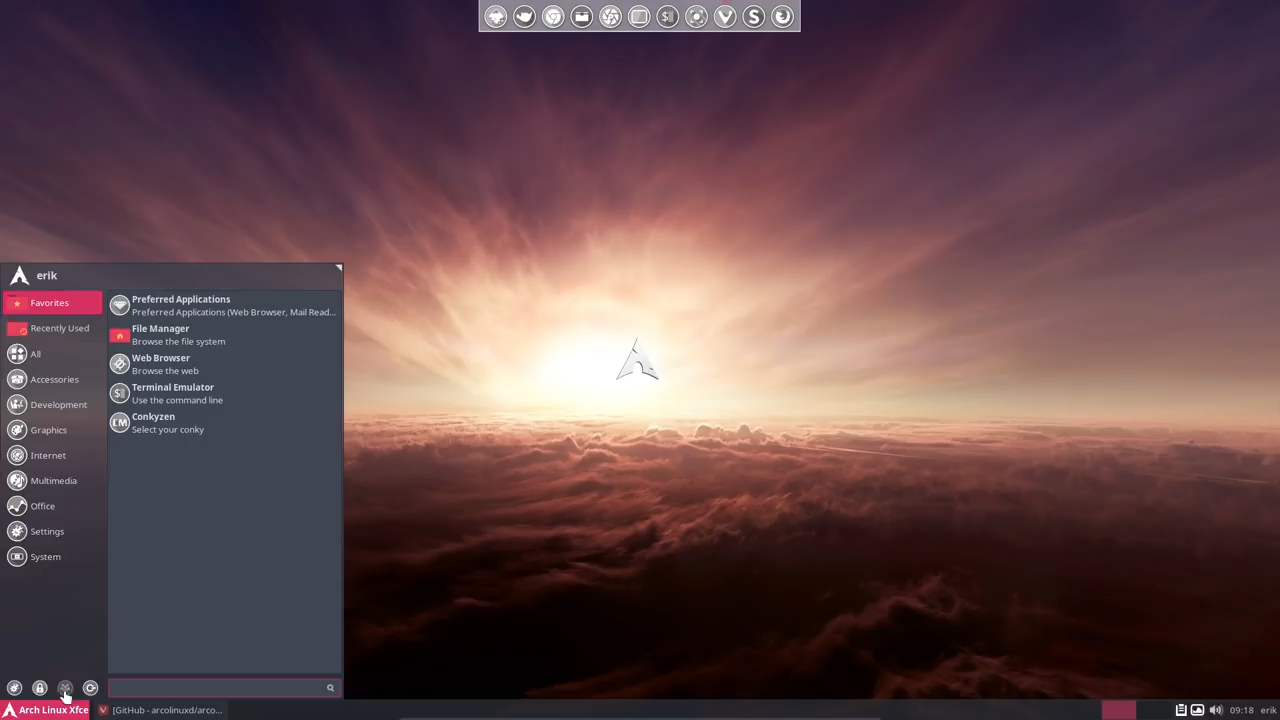 erik
Favorites
Recently Used
All
Accessories
Development
Graphics
Internet
Multimedia
Office
Settings
System
Preferred Applications
Preferred Applications (Web Browser, Mail Read...
File Manager
Browse the file system
Web Browser
Browse the web
Terminal Emulator
Use the command line
Conkyzen
Select your conky
Arch Linux Xfce
[GitHub - arcolinuxd/arco...
09:18
erik